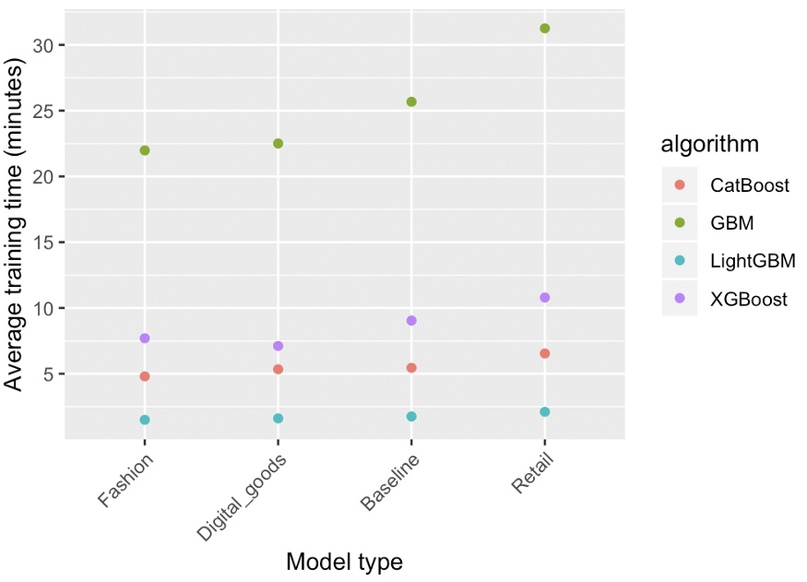 Average training time (minutes)
30
25
20
15
10
5
Fashion
Digital_goods
Baseline
Retail
Model type
algorithm
CatBoost
GBM
LightGBM
XGBoost